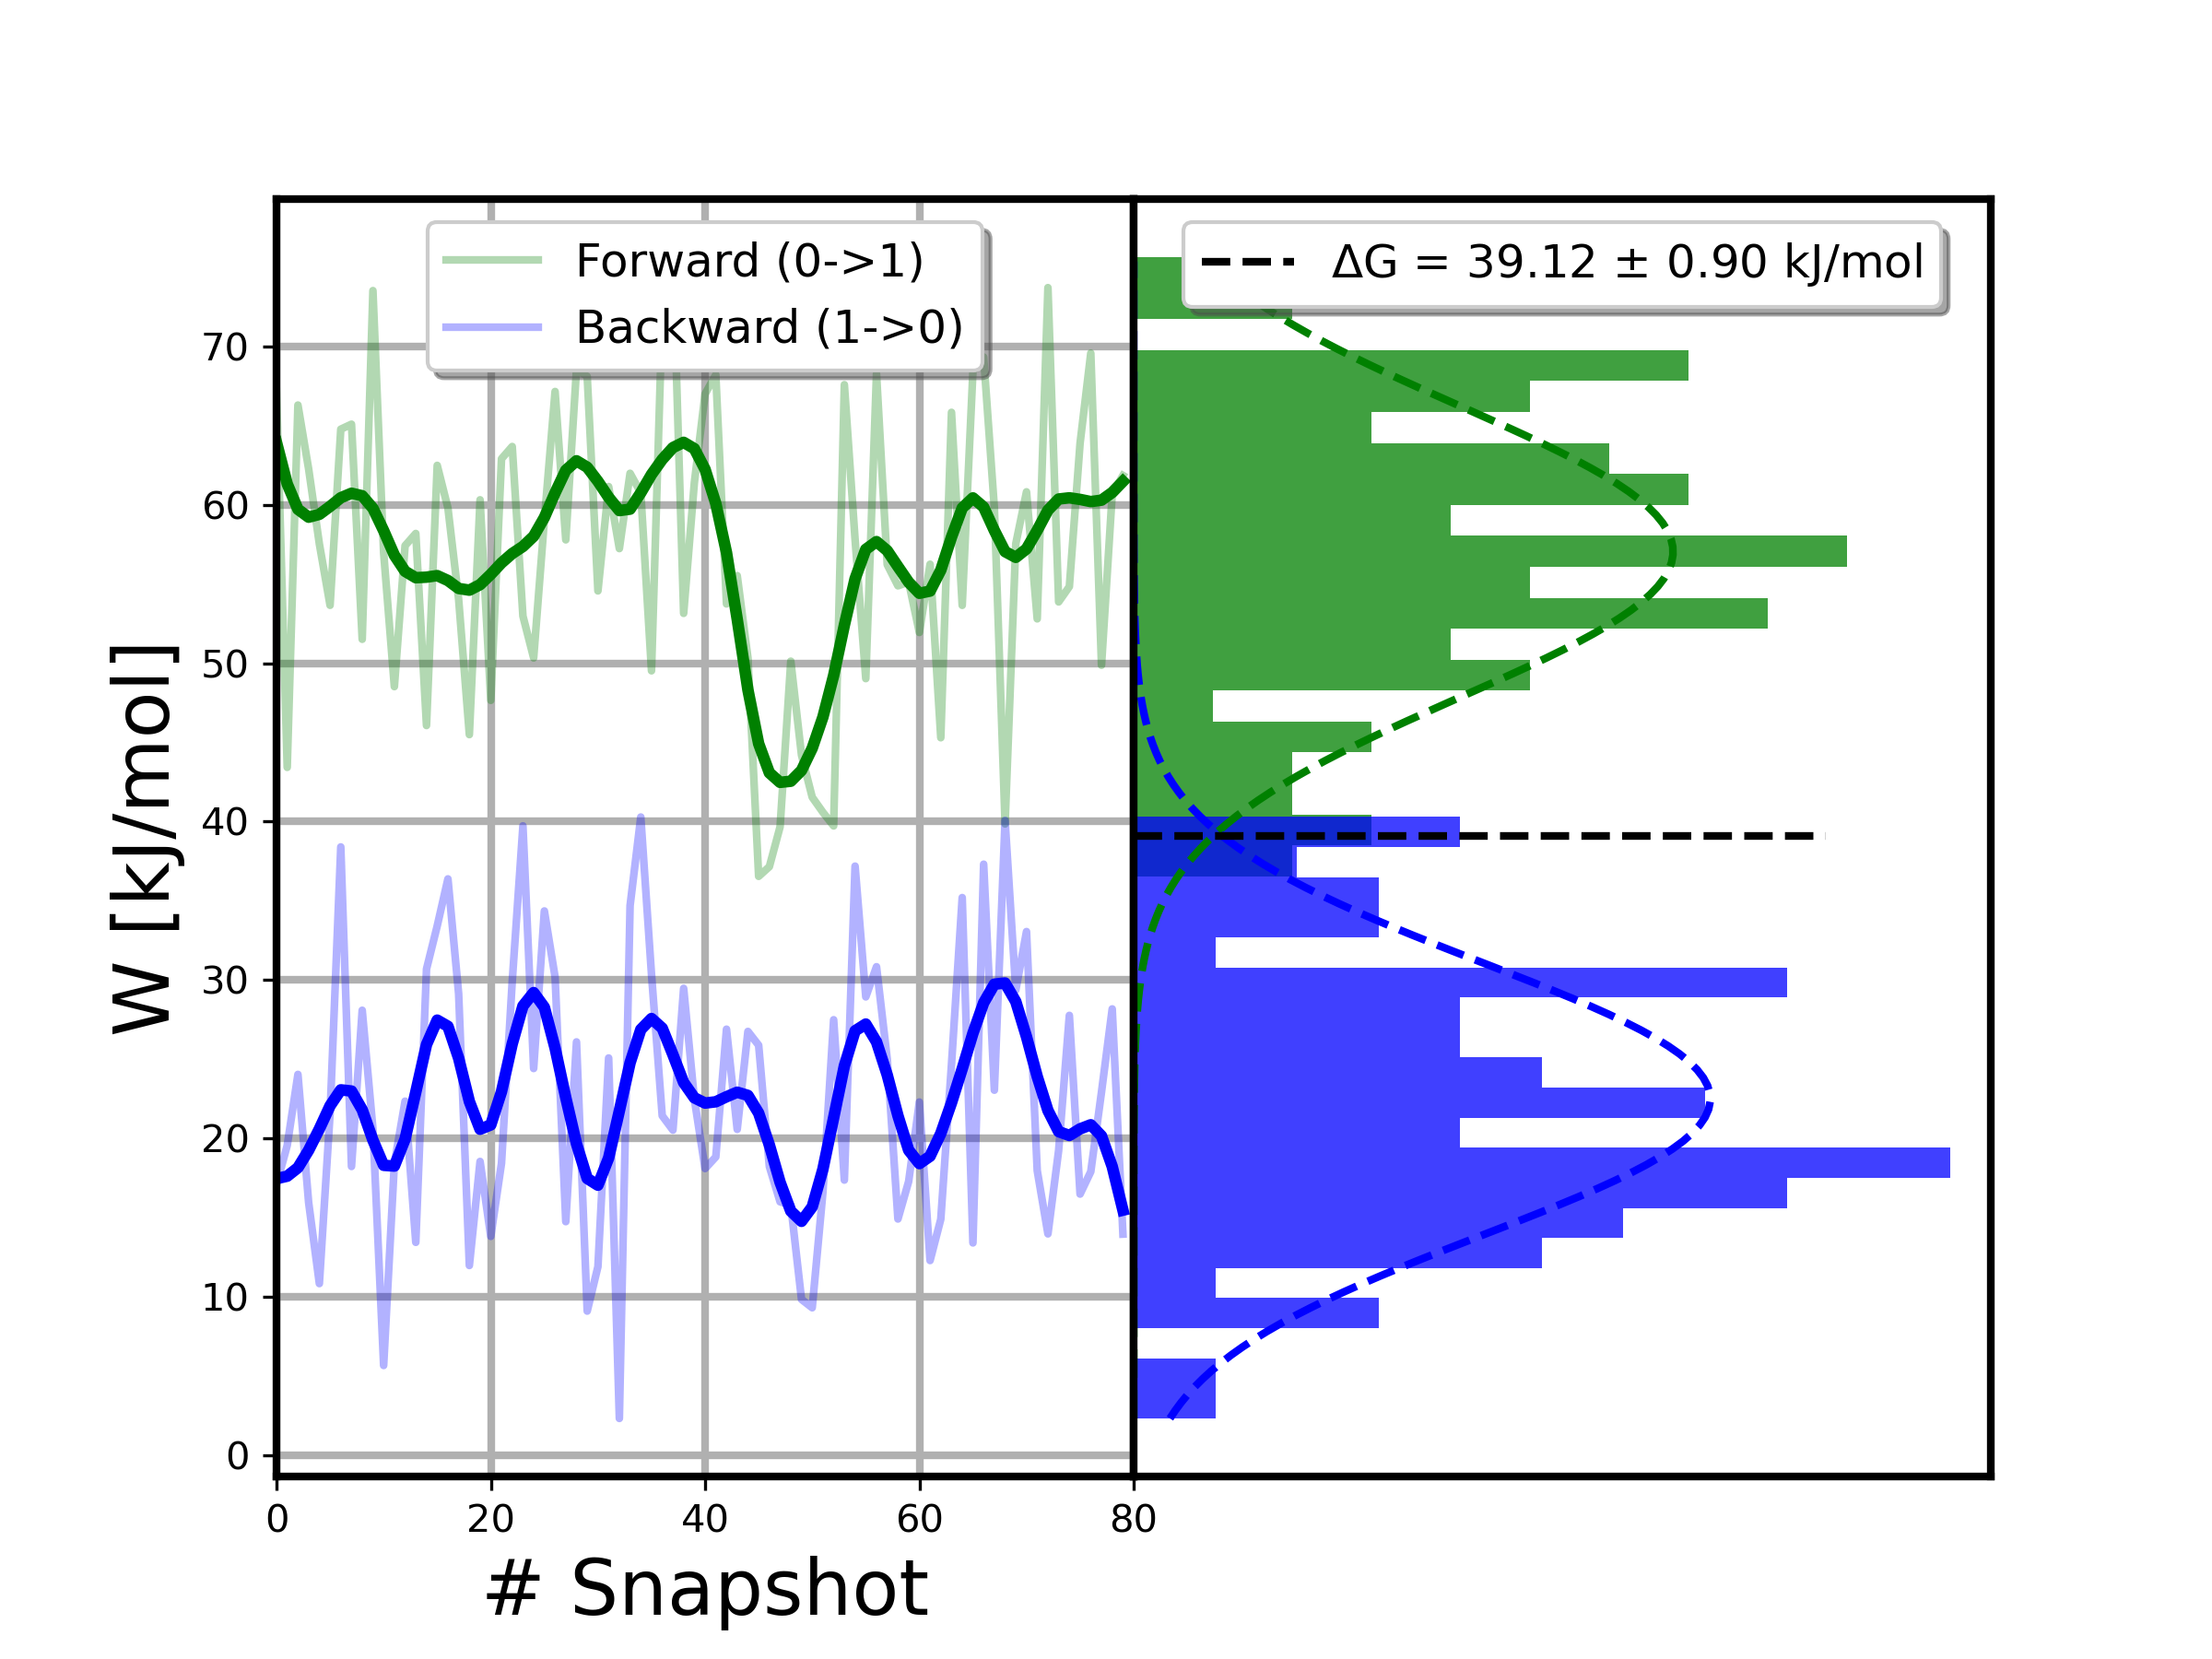 Forward (0->1)
Backward (1->0)
ΔG = 39.12 ± 0.90 kJ/mol
W [kJ/mol]
70
60
50
40
30
20
10
0
0 20 40 60 80
# Snapshot